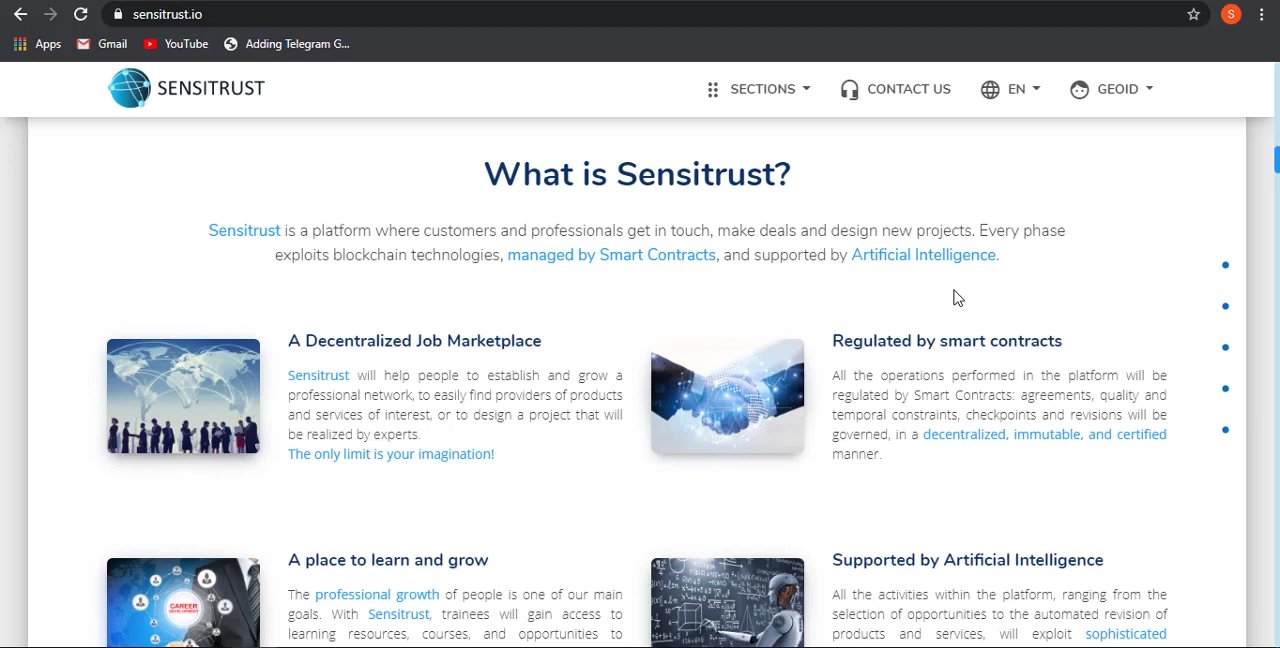 sensitrust.io
S
Apps
Gmail
YouTube
Adding Telegram G...
SENSITRUST
SECTIONS
CONTACT US
EN
GEOID
What is Sensitrust?
Sensitrust is a platform where customers and professionals get in touch, make deals and design new projects. Every phase
exploits blockchain technologies, managed by Smart Contracts, and supported by Artificial Intelligence.
A Decentralized Job Marketplace
Sensitrust will help people to establish and grow a
professional network, to easily find providers of products
and services of interest, or to design a project that will
be realized by experts.
The only limit is your imagination!
Regulated by smart contracts
All the operations performed in the platform will be
regulated by Smart Contracts: agreements, quality and
temporal constraints, checkpoints and revisions will be
governed, in a decentralized, immutable, and certified
manner.
CAREER
DEVELOPMENT
A place to learn and grow
The professional growth of people is one of our main
goals. With Sensitrust, trainees will gain access to
learning resources, courses, and opportunities to
Supported by Artificial Intelligence
All the activities within the platform, ranging from the
selection of opportunities to the automated revision of
products and services, will exploit sophisticated